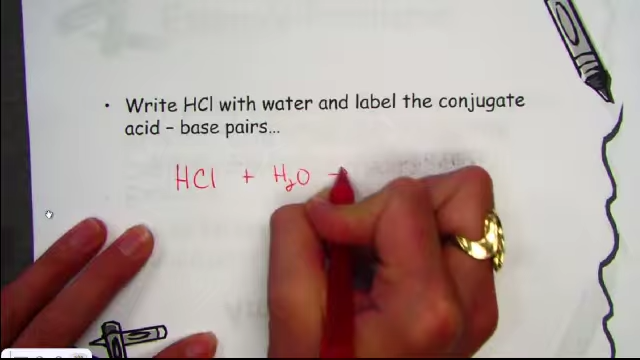 • Write HCl with water and label the conjugate
acid – base pairs...
HCl + H₂O →